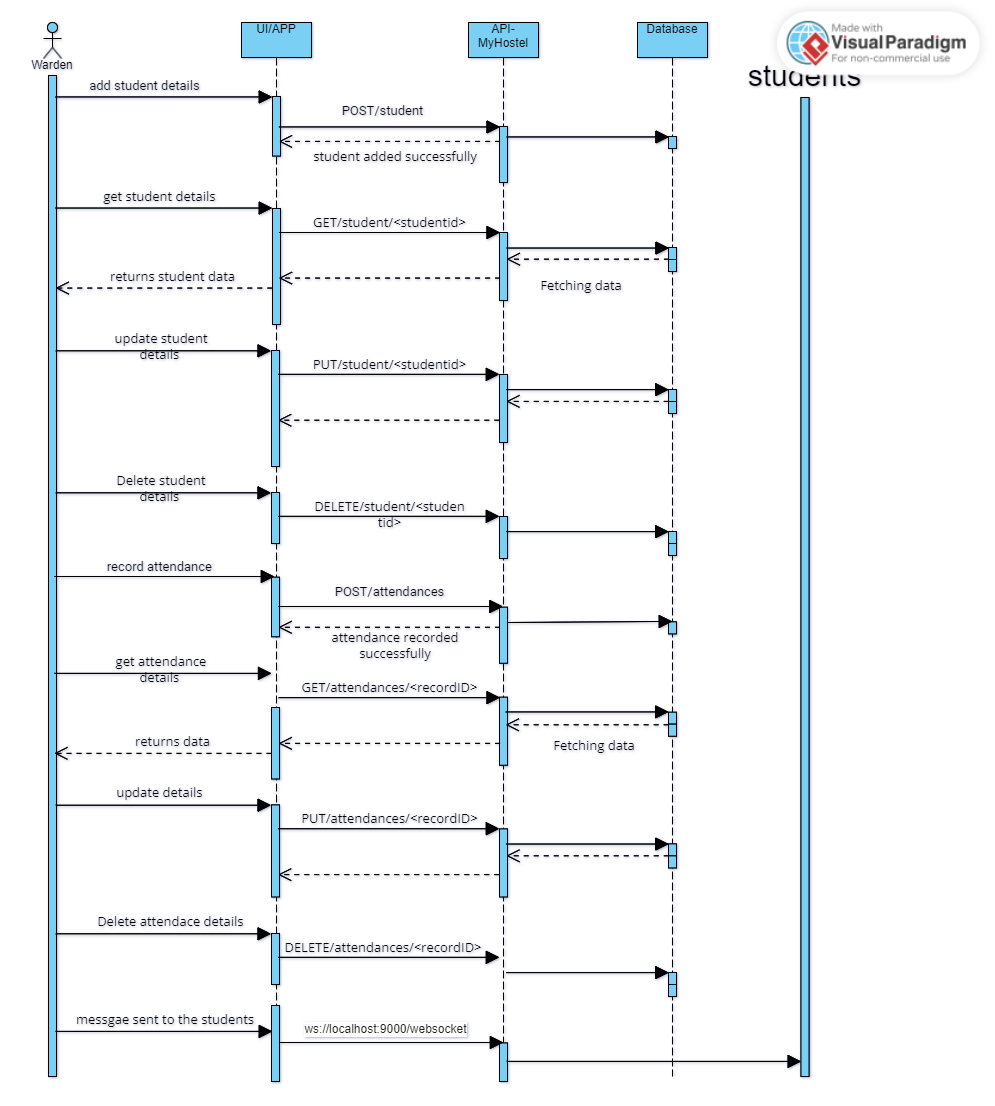 UI/APP
API-
MyHostel
Database
Made with
VisualParadigm
For non-commercial use
Warden
students
add student details
POST/student
student added successfully
get student details
GET/student/<studentid>
returns student data
Fetching data
update student
details
PUT/student/<studentid>
Delete student
details
DELETE/student/<studen
tid>
record attendance
POST/attendances
attendance recorded
successfully
get attendance
details
GET/attendances/<recordID>
returns data
Fetching data
update details
PUT/attendances/<recordID>
Delete attendace details
DELETE/attendances/<recordID>
messgae sent to the students
ws://localhost:9000/websocket